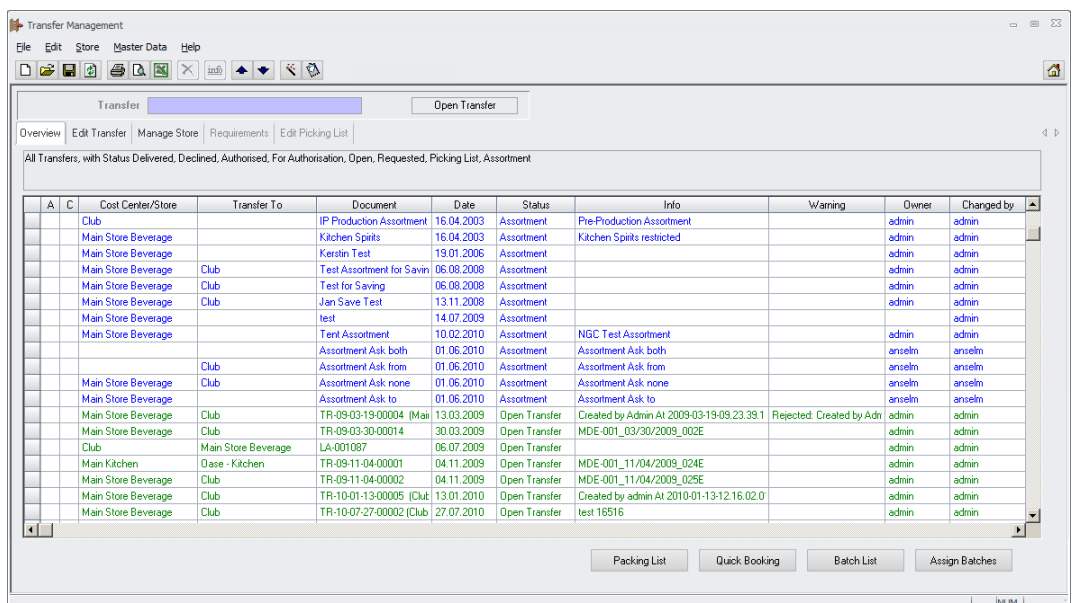 Transfer Management
File Edit Store Master Data Help
info
Transfer Open Transfer
Overview Edit Transfer Manage Store Requirements Edit Picking List
All Transfers, with Status Delivered, Declined, Authorised, For Authorisation, Open, Requested, Picking List, Assortment
A C Cost Center/Store Transfer To Document Date Status Info Warning Owner Changed by
Club IP Production Assortment 16.04.2003 Assortment Pre-Production Assortment admin admin
Main Store Beverage Kitchen Spirits 16.04.2003 Assortment Kitchen Spirits restricted admin admin
Main Store Beverage Kerstin Test 19.01.2006 Assortment admin admin
Main Store Beverage Club Test Assortment for Savin 06.08.2008 Assortment admin admin
Main Store Beverage Club Test for Saving 06.08.2008 Assortment admin admin
Main Store Beverage Club Jan Save Test 13.11.2008 Assortment admin admin
Main Store Beverage test 14.07.2009 Assortment admin
Main Store Beverage Tent Assortment 10.02.2010 Assortment NGC Test Assortment admin admin
Assortment Ask both 01.06.2010 Assortment Assortment Ask both anselm anselm
Club Assortment Ask from 01.06.2010 Assortment Assortment Ask from anselm anselm
Main Store Beverage Club Assortment Ask none 01.06.2010 Assortment Assortment Ask none anselm anselm
Main Store Beverage Assortment Ask to 01.06.2010 Assortment Assortment Ask to anselm anselm
Main Store Beverage Club TR-09-03-19-00004 (Mai 13.03.2009 Open Transfer Created by Admin At 2009-03-19-09.23.39.1 Rejected: Created by Adm admin admin
Main Store Beverage Club TR-09-03-30-00014 30.03.2009 Open Transfer MDE-001_03/30/2009_002E admin admin
Club Main Store Beverage LA-001087 06.07.2009 Open Transfer admin admin
Main Kitchen Oase - Kitchen TR-09-11-04-00001 04.11.2009 Open Transfer MDE-001_11/04/2009_024E admin admin
Main Store Beverage Club TR-09-11-04-00002 04.11.2009 Open Transfer MDE-001_11/04/2009_025E admin admin
Main Store Beverage Club TR-10-01-13-00005 (Club 13.01.2010 Open Transfer Created by admin At 2010-01-13-12.16.02.0 admin admin
Main Store Beverage Club TR-10-07-27-00002 (Club 27.07.2010 Open Transfer test 16516 admin admin
Packing List Quick Booking Batch List Assign Batches
NUM